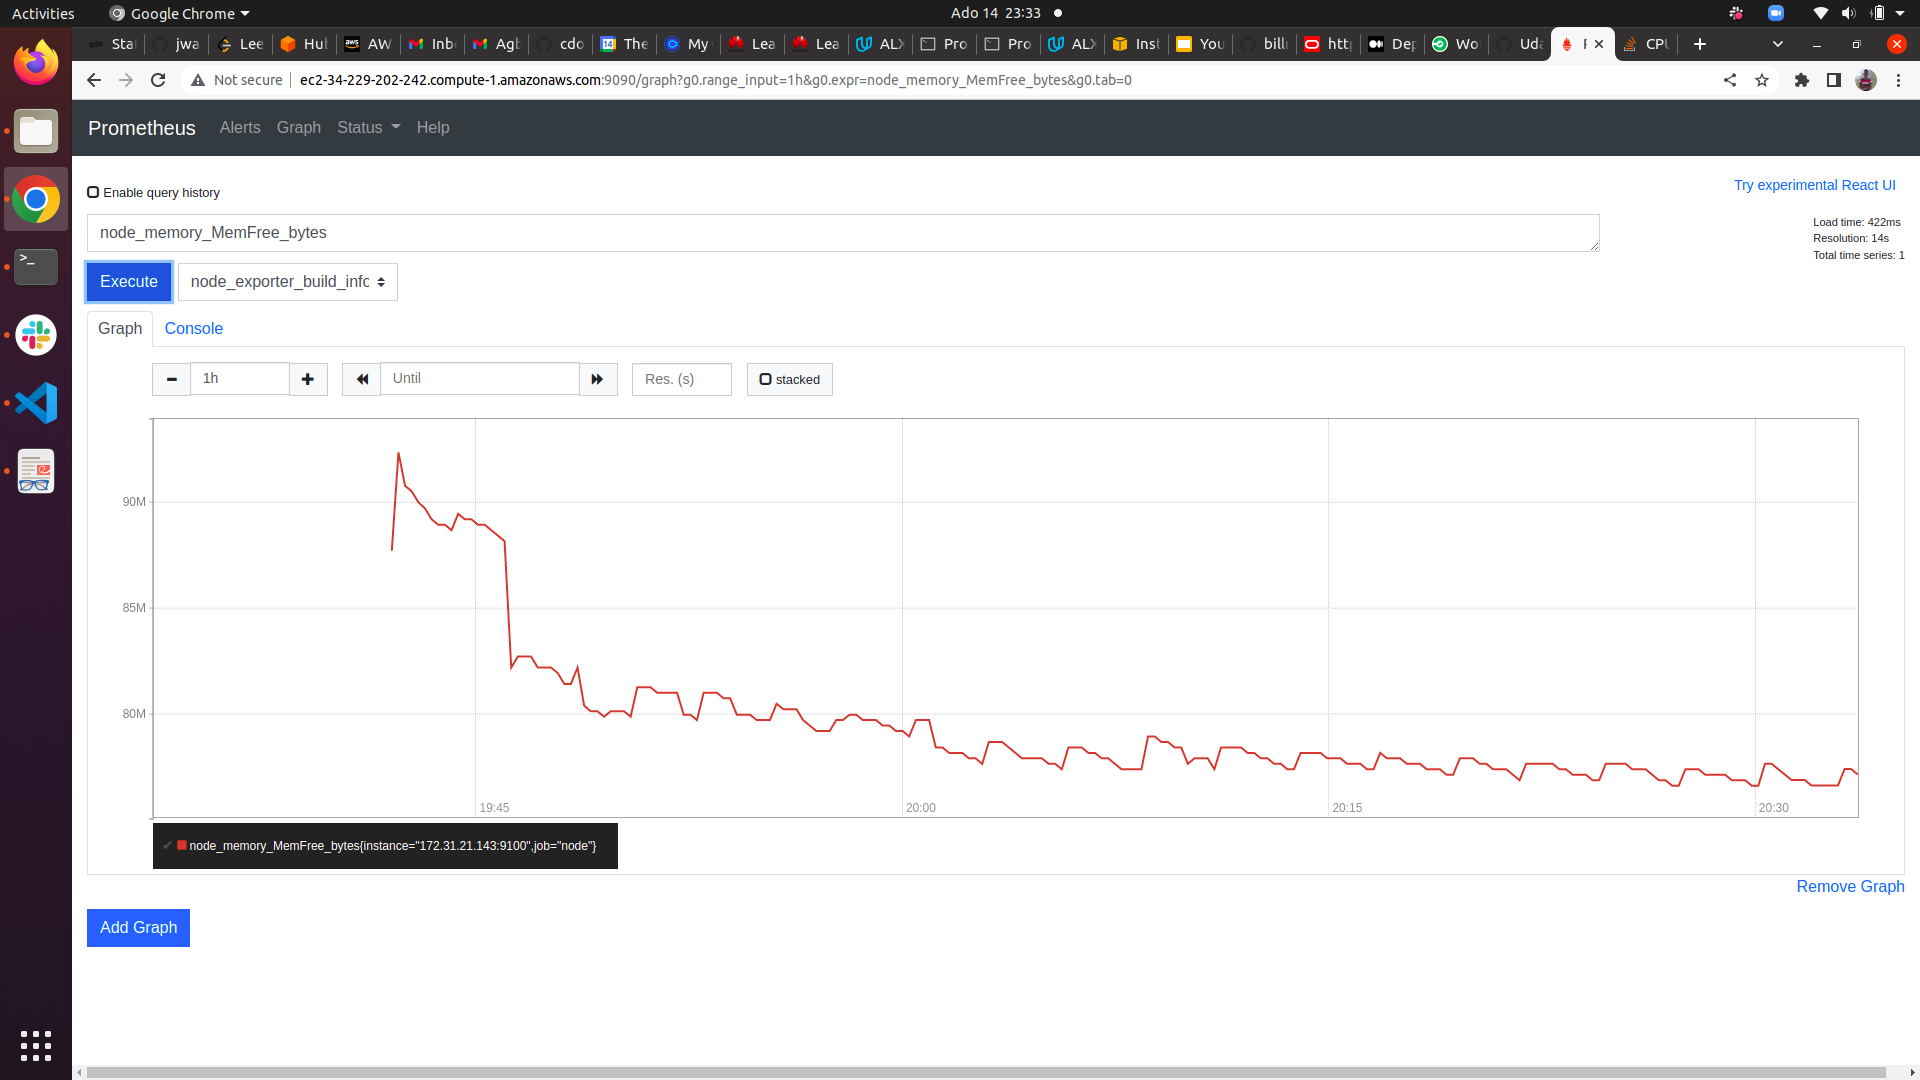 Activities
Google Chrome
Ado 14 23:33
Sta
jwa
Lee
Hu
AW
Inb
Ag
cdo
The
My
Lea
Lea
ALX
Pro
Pro
ALX
Inst
You
bill
http
Dep
Wo
Uda
CPU
Not secure
ec2-34-229-202-242.compute-1.amazonaws.com:9090/graph?g0.range_input=1h&g0.expr=node_memory_MemFree_bytes&g0.tab=0
Prometheus
Alerts
Graph
Status
Help
Enable query history
Try experimental React UI
node_memory_MemFree_bytes
Load time: 422ms
Resolution: 14s
Total time series: 1
Execute
node_exporter_build_info
Graph
Console
1h
Until
Res. (s)
stacked
90M
85M
80M
19:45
20:00
20:15
20:30
node_memory_MemFree_bytes{instance="172.31.21.143:9100",job="node"}
Remove Graph
Add Graph